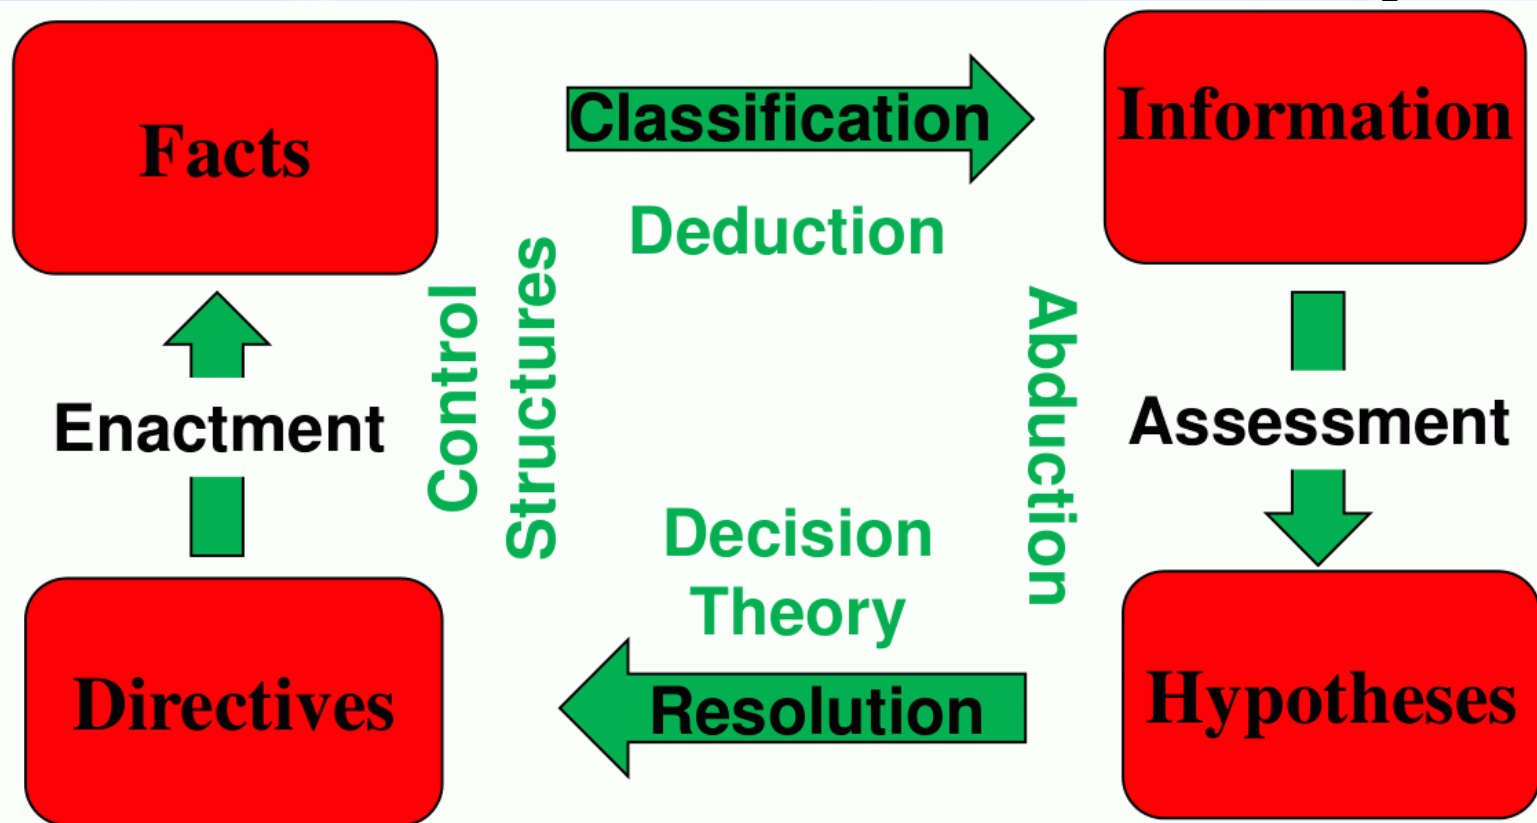 Facts
Classification
Information
Deduction
Control
Structures
Abduction
Enactment
Assessment
Decision
Theory
Directives
Resolution
Hypotheses